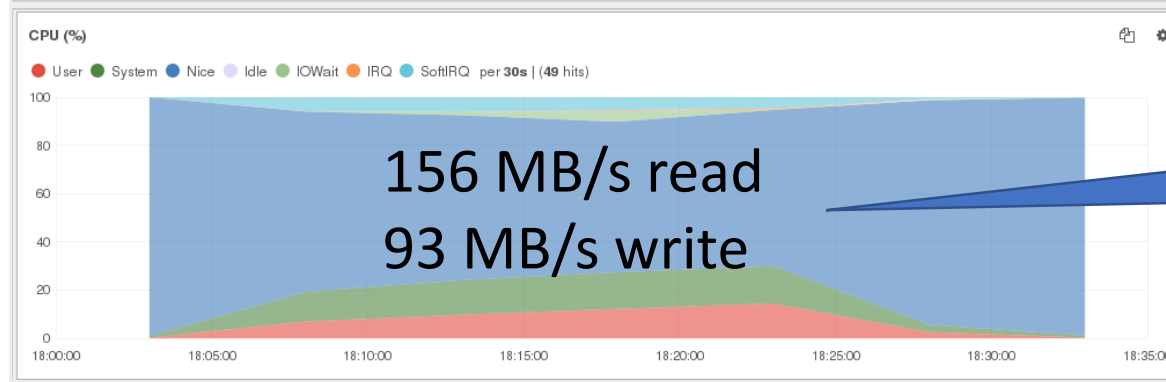 CPU (%)
User System Nice Idle IOWait IRQ SoftIRQ per 30s | (49 hits)
100
80
60
40
20
0
156 MB/s read
93 MB/s write
18:00:00 18:05:00 18:10:00 18:15:00 18:20:00 18:25:00 18:30:00 18:35:0